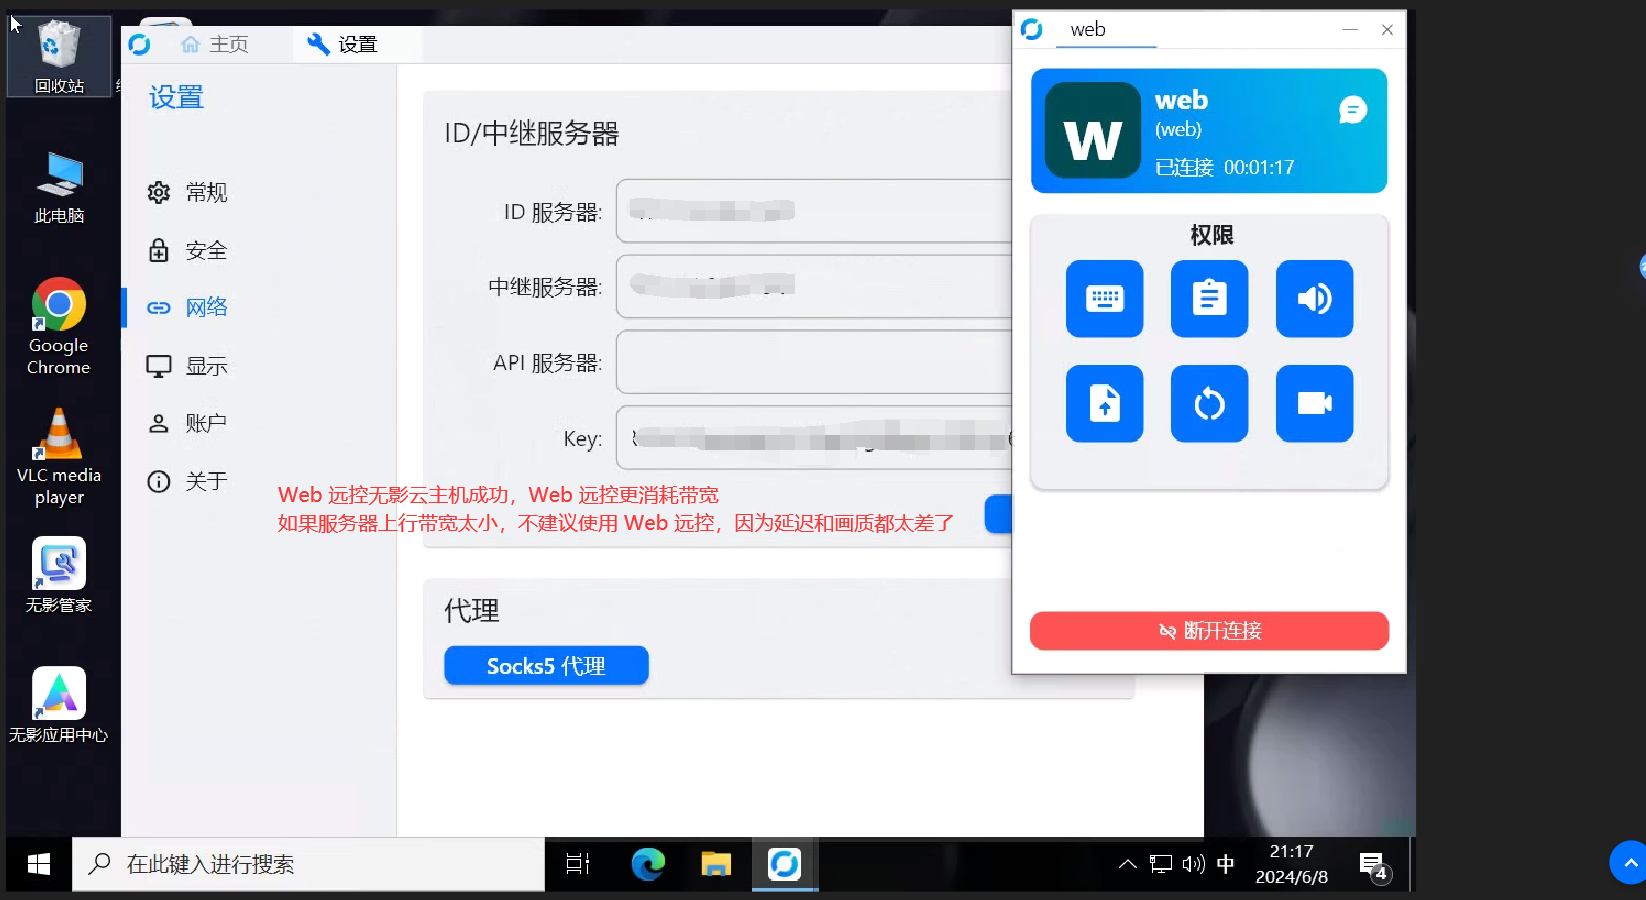 回收站
此电脑
Google
Chrome
VLC media
player
无影管家
无影应用中心
主页
设置
设置
常规
安全
网络
显示
账户
关于
ID/中继服务器
ID 服务器:
中继服务器:
API 服务器:
Key:
Web 远控无影云主机成功，Web 远控更消耗带宽
如果服务器上行带宽太小，不建议使用 Web 远控，因为延迟和画质都太差了
代理
Socks5 代理
web
W
web
(web)
已连接 00:01:17
权限
断开连接
在此键入进行搜索
中
21:17
2024/6/8
4